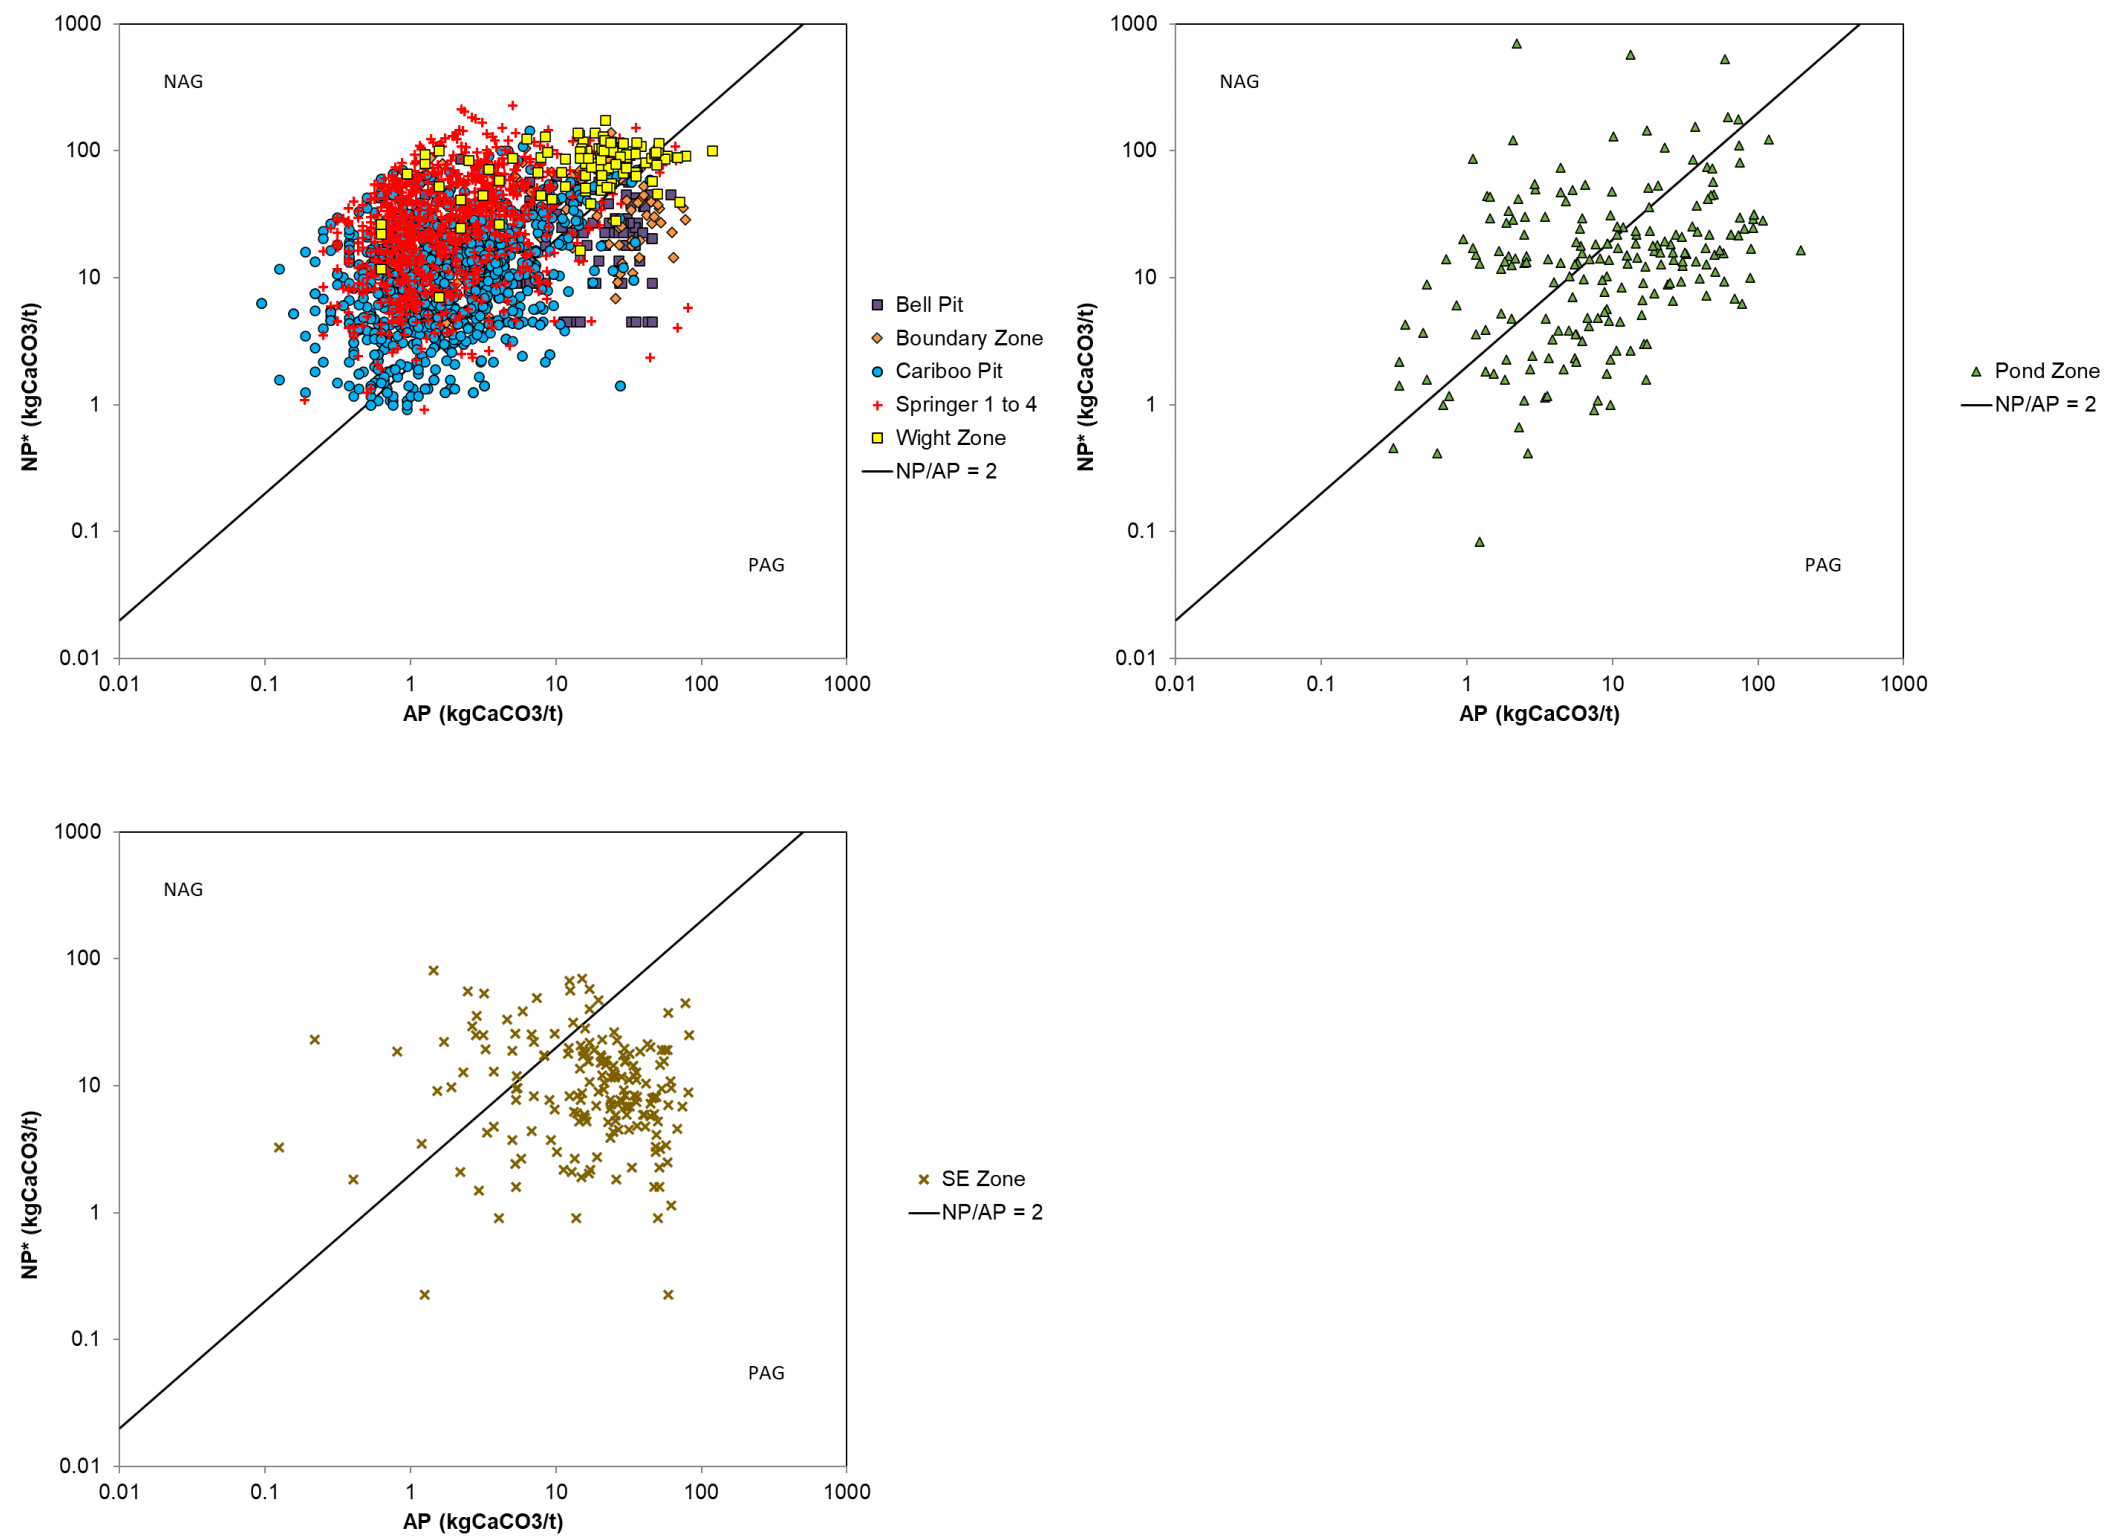 1000
100
10
1
0.1
0.01
NP* (kgCaCO3/t)
NAG
PAG
0.01 0.1 1 10 100 1000
AP (kgCaCO3/t)
Bell Pit
Boundary Zone
Cariboo Pit
Springer 1 to 4
Wight Zone
NP/AP = 2
1000
100
10
1
0.1
0.01
NP* (kgCaCO3/t)
NAG
PAG
0.01 0.1 1 10 100 1000
AP (kgCaCO3/t)
Pond Zone
NP/AP = 2
1000
100
10
1
0.1
0.01
NP* (kgCaCO3/t)
NAG
PAG
0.01 0.1 1 10 100 1000
AP (kgCaCO3/t)
SE Zone
NP/AP = 2